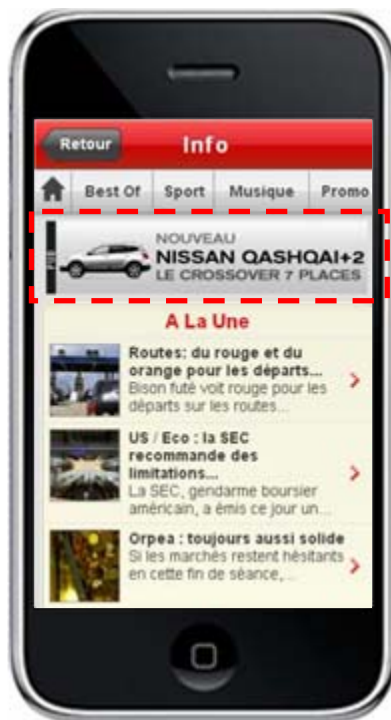 Retour
Info
Best Of Sport Musique Promo
NOUVEAU
NISSAN QASHQAI+2
LE CROSSOVER 7 PLACES
A La Une
Routes: du rouge et du
orange pour les départs...
Bison futé voit rouge pour les
départs sur les routes...
US / Eco : la SEC
recommande des
limitations...
La SEC, gendarme boursier
américain, a émis ce jour un...
Orpea : toujours aussi solide
Si les marchés restent hésitants
en cette fin de séance,...